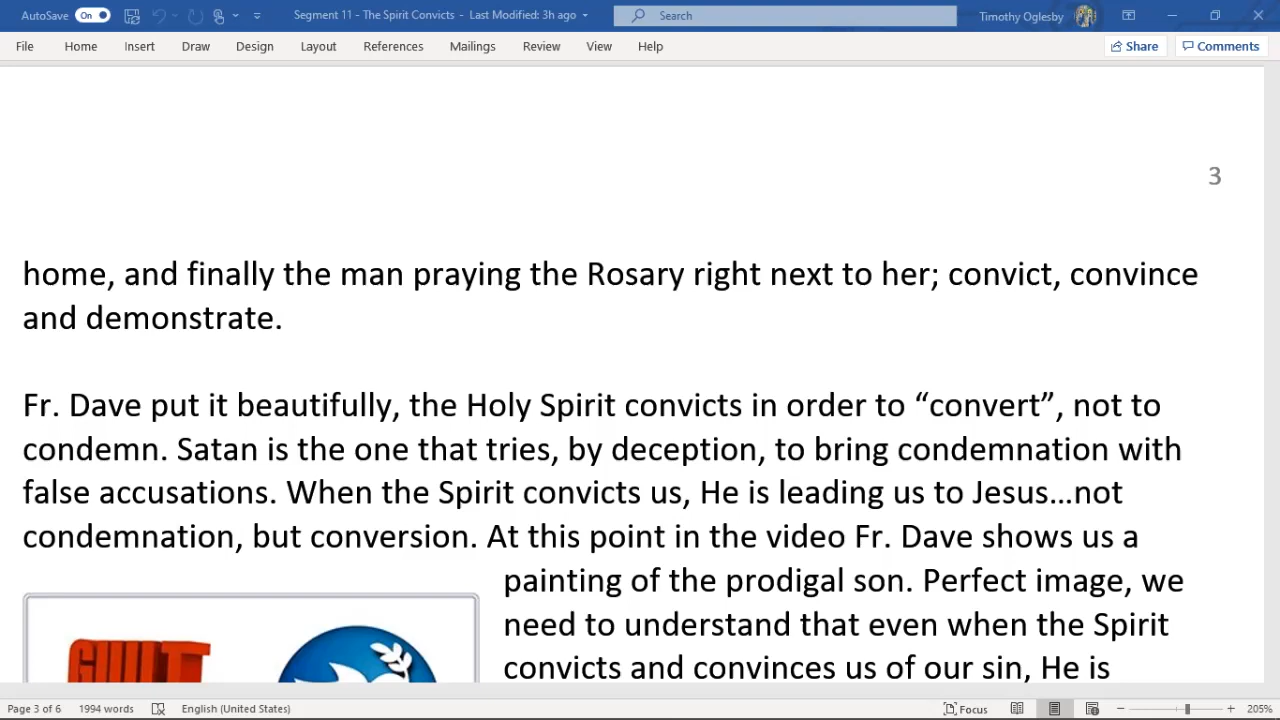 AutoSave On Segment 11 - The Spirit Convicts - Last Modified: 3h ago Search Timothy Oglesby
File Home Insert Draw Design Layout References Mailings Review View Help Share Comments
3
home, and finally the man praying the Rosary right next to her; convict, convince
and demonstrate.
Fr. Dave put it beautifully, the Holy Spirit convicts in order to “convert”, not to
condemn. Satan is the one that tries, by deception, to bring condemnation with
false accusations. When the Spirit convicts us, He is leading us to Jesus…not
condemnation, but conversion. At this point in the video Fr. Dave shows us a
painting of the prodigal son. Perfect image, we
need to understand that even when the Spirit
convicts and convinces us of our sin, He is
GUILT
Page 3 of 6 1994 words English (United States) Focus 205%